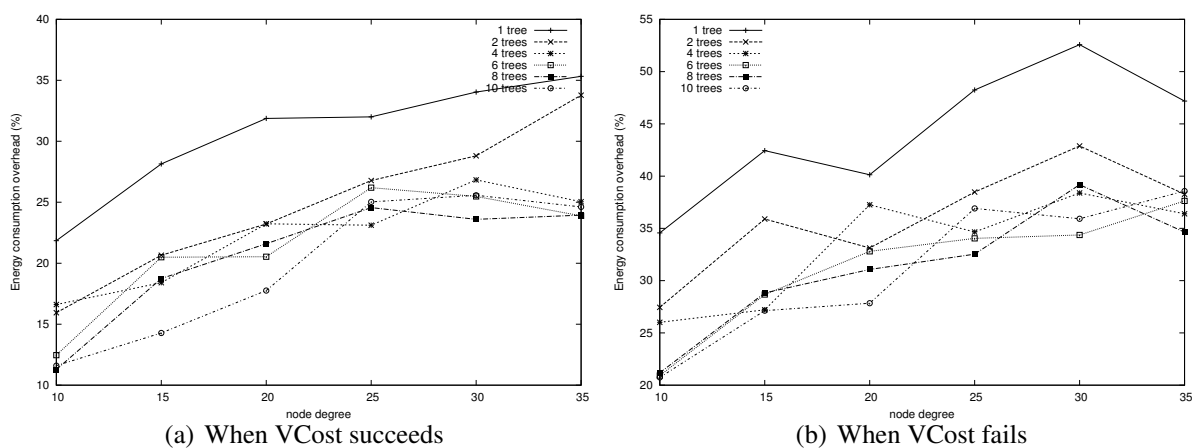 40
35
30
25
20
15
10
10 15 20 25 30 35
Energy consumption overhead (%)
node degree
1 tree
2 trees
4 trees
6 trees
8 trees
10 trees
(a) When VCost succeeds
55
50
45
40
35
30
25
20
10 15 20 25 30 35
Energy consumption overhead (%)
node degree
1 tree
2 trees
4 trees
6 trees
8 trees
10 trees
(b) When VCost fails